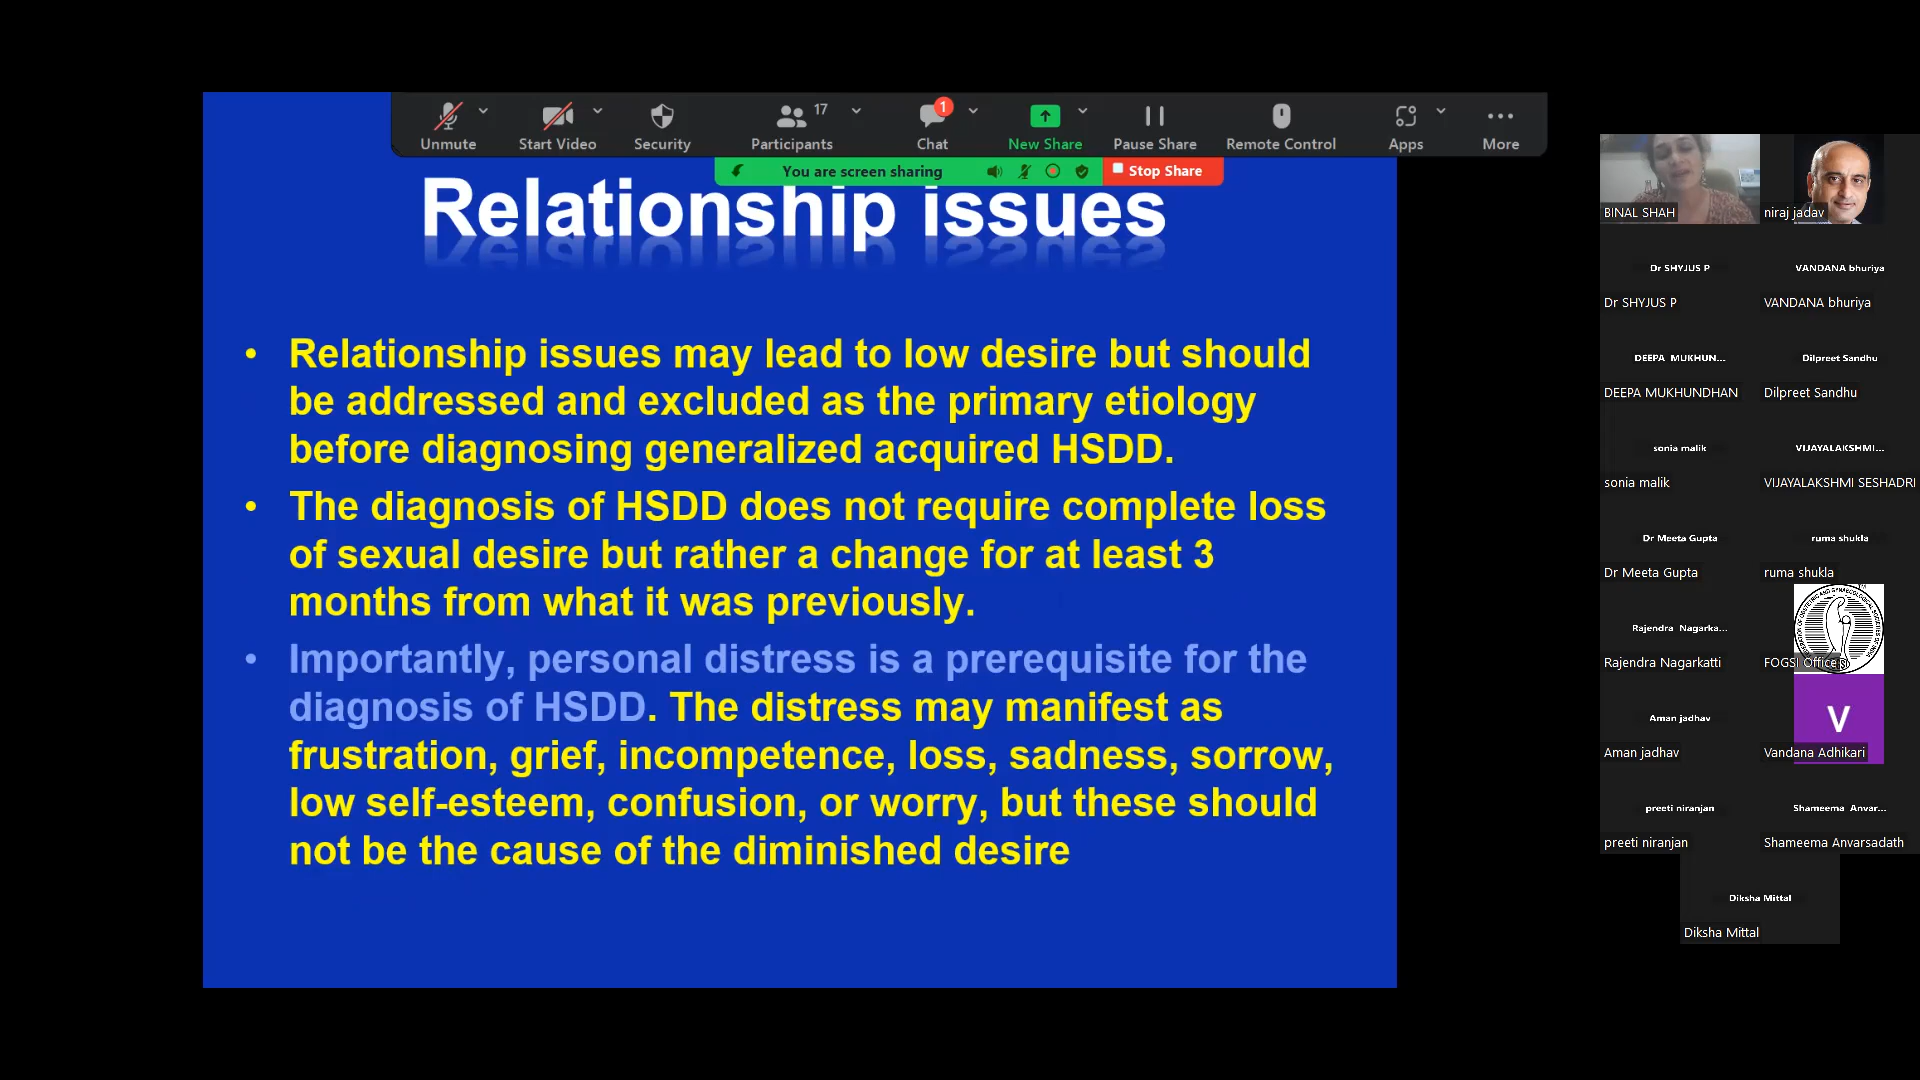 Unmute
Start Video
Security
Participants
17
Chat
1
New Share
Pause Share
Remote Control
Apps
More
You are screen sharing
Stop Share
Relationship issues
• Relationship issues may lead to low desire but should
be addressed and excluded as the primary etiology
before diagnosing generalized acquired HSDD.
• The diagnosis of HSDD does not require complete loss
of sexual desire but rather a change for at least 3
months from what it was previously.
• Importantly, personal distress is a prerequisite for the
diagnosis of HSDD. The distress may manifest as
frustration, grief, incompetence, loss, sadness, sorrow,
low self-esteem, confusion, or worry, but these should
not be the cause of the diminished desire
BINAL SHAH
niraj jadav
Dr SHYJUS P
VANDANA bhuriya
Dr SHYJUS P
VANDANA bhuriya
DEEPA MUKHUN...
Dilpreet Sandhu
DEEPA MUKHUNDHAN
Dilpreet Sandhu
sonia malik
VIJAYALAKSHMI...
sonia malik
VIJAYALAKSHMI SESHADRI
Dr Meeta Gupta
ruma shukla
Dr Meeta Gupta
ruma shukla
Rajendra Nagarka...
Rajendra Nagarkatti
FOGSI Office
Aman jadhav
V
Aman jadhav
Vandana Adhikari
preeti niranjan
Shameema Anvar...
preeti niranjan
Shameema Anvarsadath
Diksha Mittal
Diksha Mittal